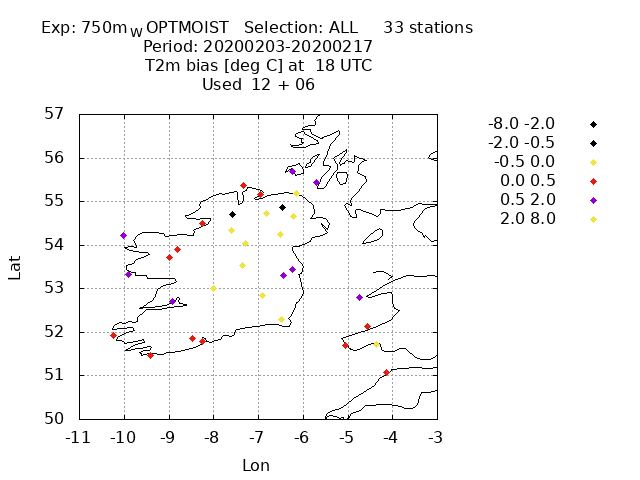 Exp: 750m_W OPTMOIST Selection: ALL 33 stations
Period: 20200203-20200217
T2m bias [deg C] at 18 UTC
Used 12 + 06
-8.0 -2.0
-2.0 -0.5
-0.5 0.0
0.0 0.5
0.5 2.0
2.0 8.0
57
56
55
54
53
52
51
50
Lat
-11 -10 -9 -8 -7 -6 -5 -4 -3
Lon